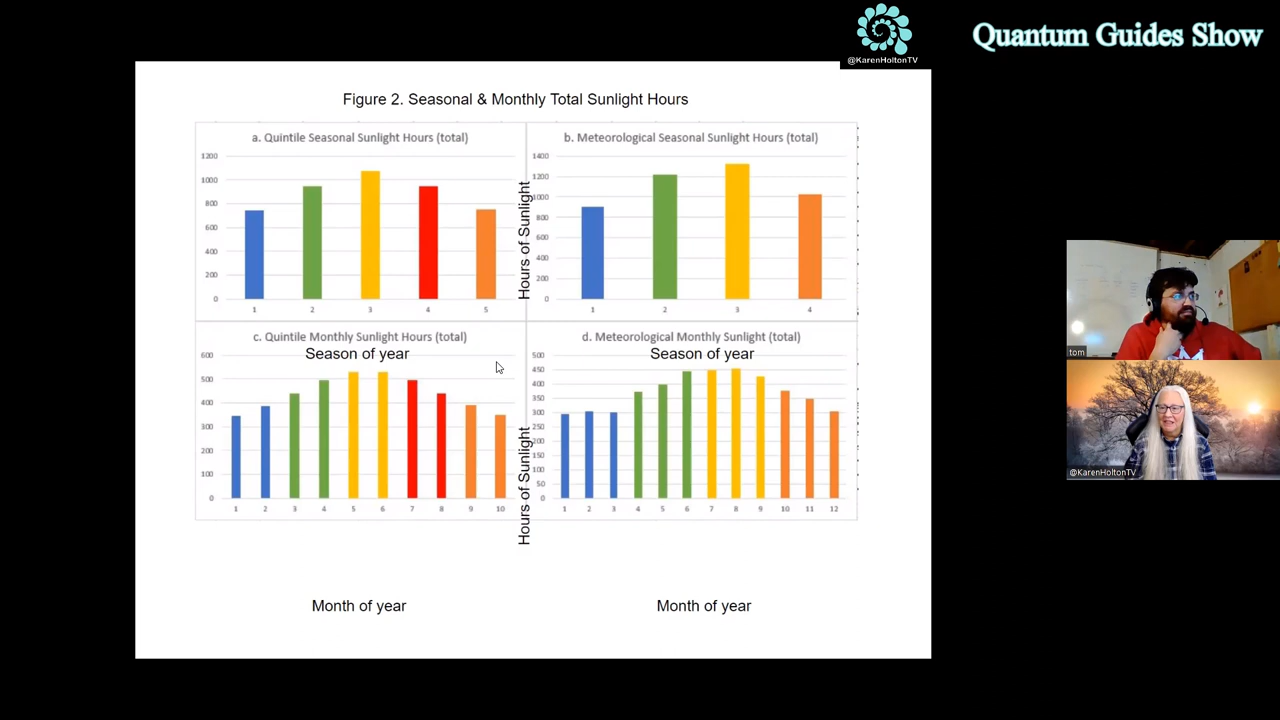 @KarenHoltonTV
Quantum Guides Show
Figure 2. Seasonal & Monthly Total Sunlight Hours
a. Quintile Seasonal Sunlight Hours (total)
1200
1000
800
600
400
200
0
1 2 3 4 5
Season of year
b. Meteorological Seasonal Sunlight Hours (total)
Hours of Sunlight
1400
1200
1000
800
600
400
200
0
1 2 3 4
Season of year
c. Quintile Monthly Sunlight Hours (total)
600
500
400
300
200
100
0
1 2 3 4 5 6 7 8 9 10
Month of year
d. Meteorological Monthly Sunlight (total)
Hours of Sunlight
500
450
400
350
300
250
200
150
100
50
0
1 2 3 4 5 6 7 8 9 10 11 12
Month of year
tom
@KarenHoltonTV